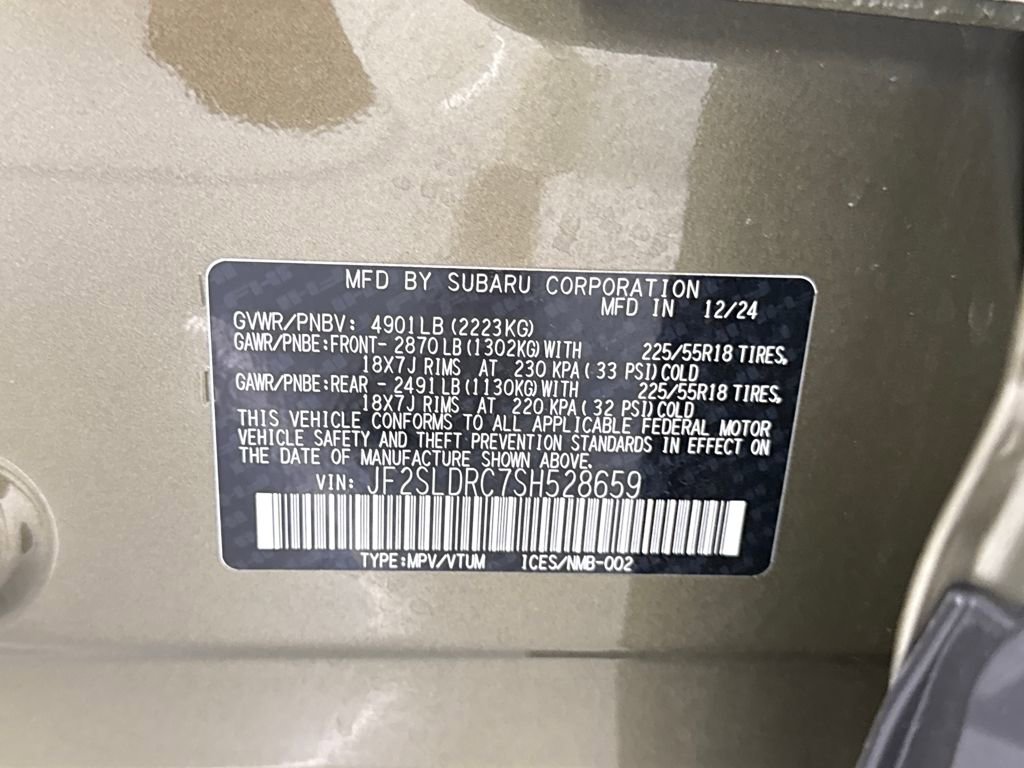 MFD BY SUBARU CORPORATION
MFD IN 12/24
GVWR/PNBV: 4901LB (2223KG)
GAWR/PNBE:FRONT- 2870LB (1302KG) WITH 225/55R18 TIRES,
18X7J RIMS AT 230 KPA ( 33 PSI) COLD
GAWR/PNBE:REAR - 2491LB (1130KG) WITH 225/55R18 TIRES,
18X7J RIMS AT 220 KPA ( 32 PSI) COLD
THIS VEHICLE CONFORMS TO ALL APPLICABLE FEDERAL MOTOR
VEHICLE SAFETY AND THEFT PREVENTION STANDARDS IN EFFECT ON
THE DATE OF MANUFACTURE SHOWN ABOVE.
VIN: JF2SLDRC7SH528659
TYPE:MPV/VTUM ICES/NMB-002